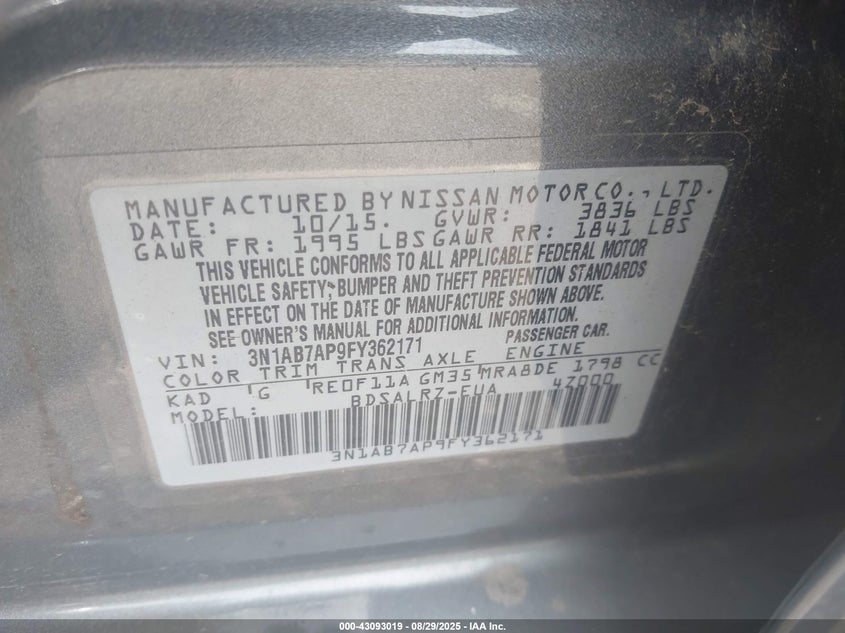 MANUFACTURED BY NISSAN MOTOR CO., LTD.
DATE: 10/15. GVWR: 3836 LBS
GAWR FR: 1995 LBS GAWR RR: 1841 LBS
THIS VEHICLE CONFORMS TO ALL APPLICABLE FEDERAL MOTOR
VEHICLE SAFETY, BUMPER AND THEFT PREVENTION STANDARDS
IN EFFECT ON THE DATE OF MANUFACTURE SHOWN ABOVE.
SEE OWNER'S MANUAL FOR ADDITIONAL INFORMATION.
VIN: 3N1AB7AP9FY362171 PASSENGER CAR.
COLOR TRIM TRANS AXLE ENGINE
KAD G RE0F11A GM35 MRA8DE 1798 CC
MODEL: BDSALRZ-EUA 4Z000
3N1AB7AP9FY362171
000-43093019 - 08/29/2025 - IAA Inc.